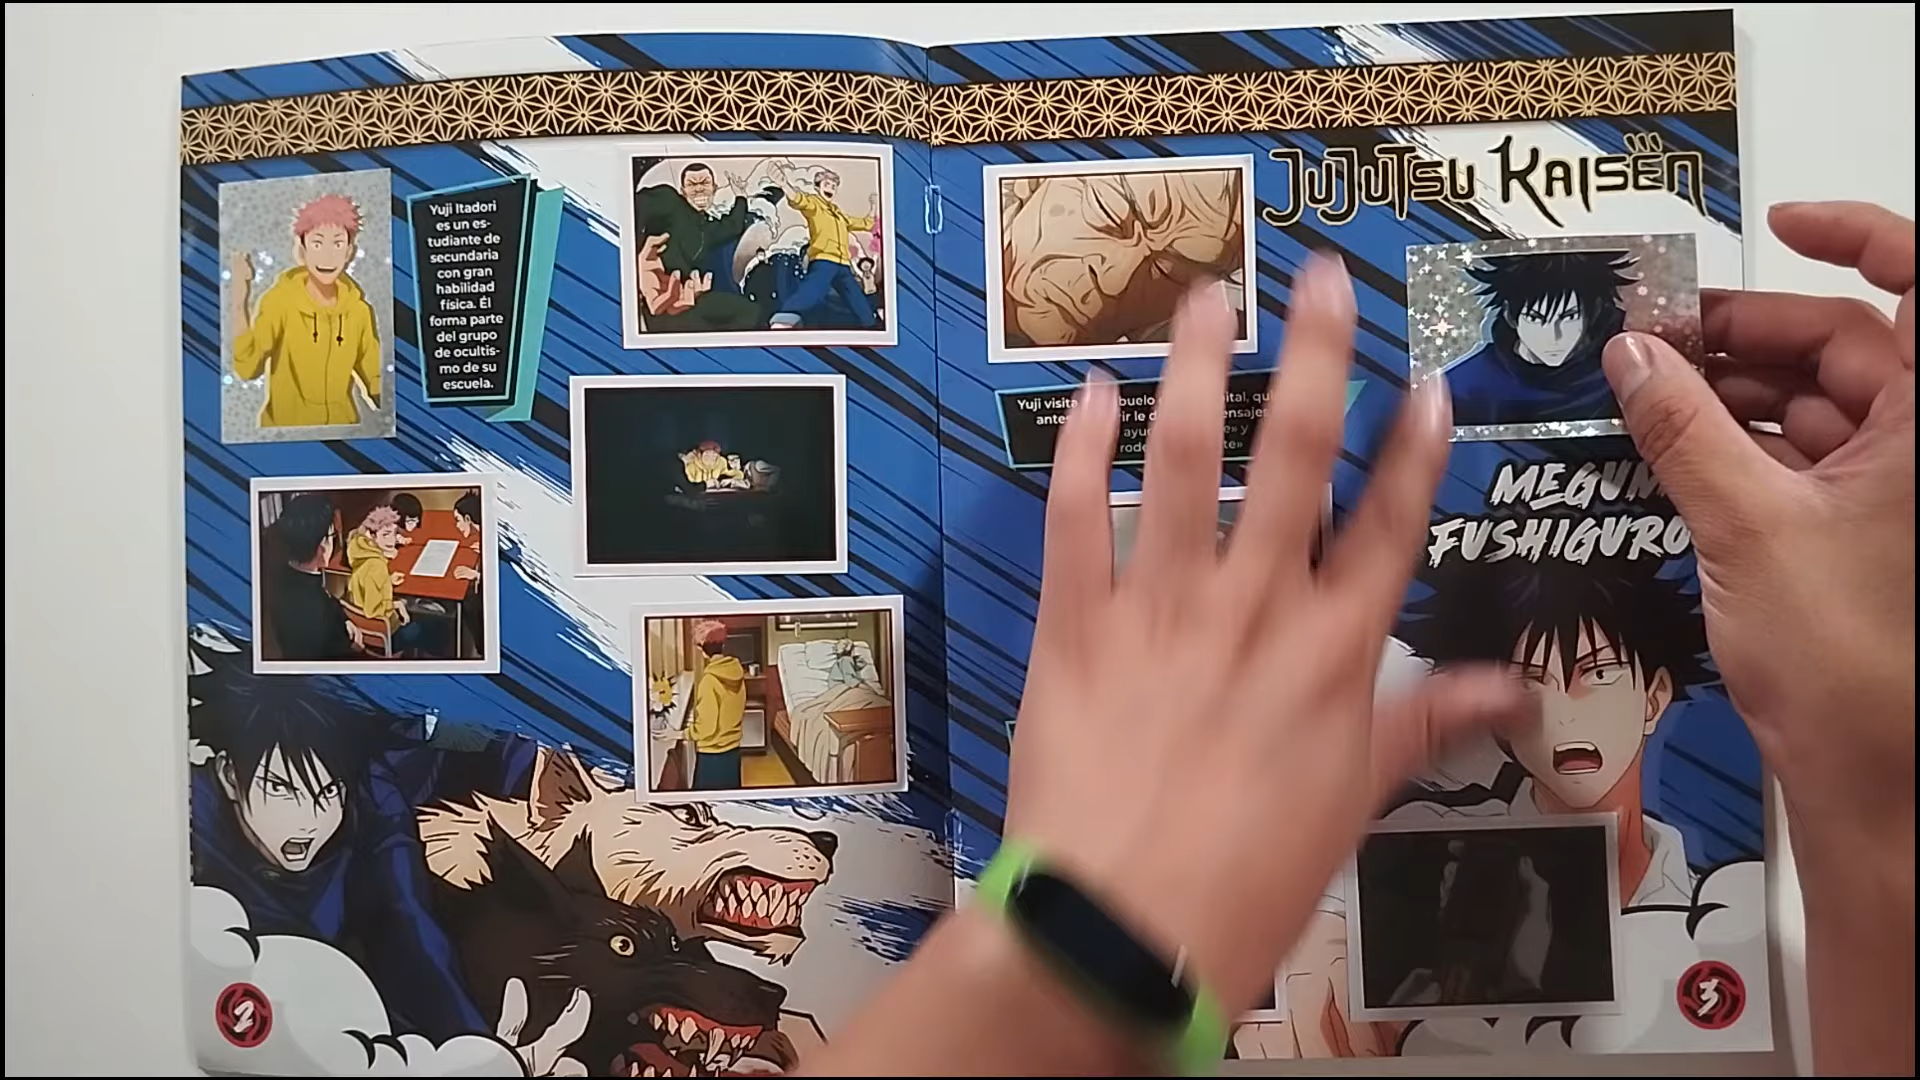 Yuji Itadori
es un es-
tudiante de
secundaria
con gran
habilidad
física. Él
forma parte
del grupo
de ocultis-
mo de su
escuela.
2
JUJUTSU KAISEN
Yuji visita
MEGUM
FUSHIGURO
3